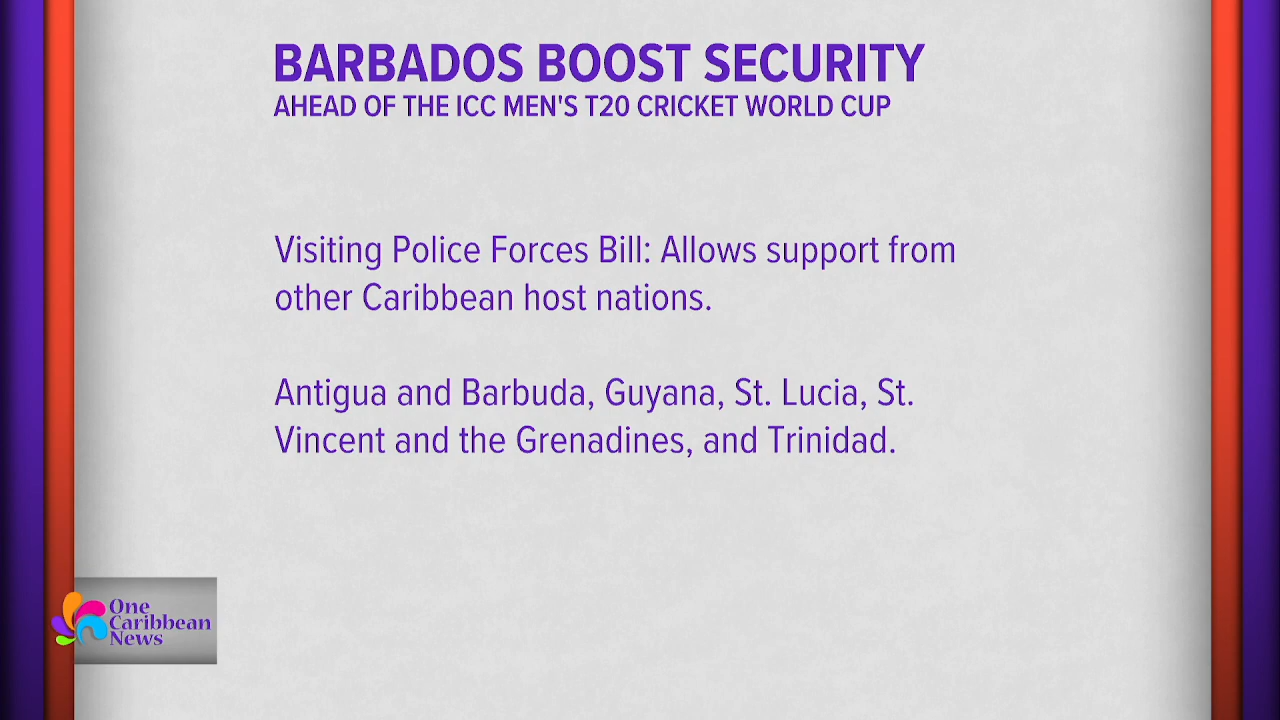 BARBADOS BOOST SECURITY
AHEAD OF THE ICC MEN'S T20 CRICKET WORLD CUP
Visiting Police Forces Bill: Allows support from
other Caribbean host nations.
Antigua and Barbuda, Guyana, St. Lucia, St.
Vincent and the Grenadines, and Trinidad.
One
Caribbean
News